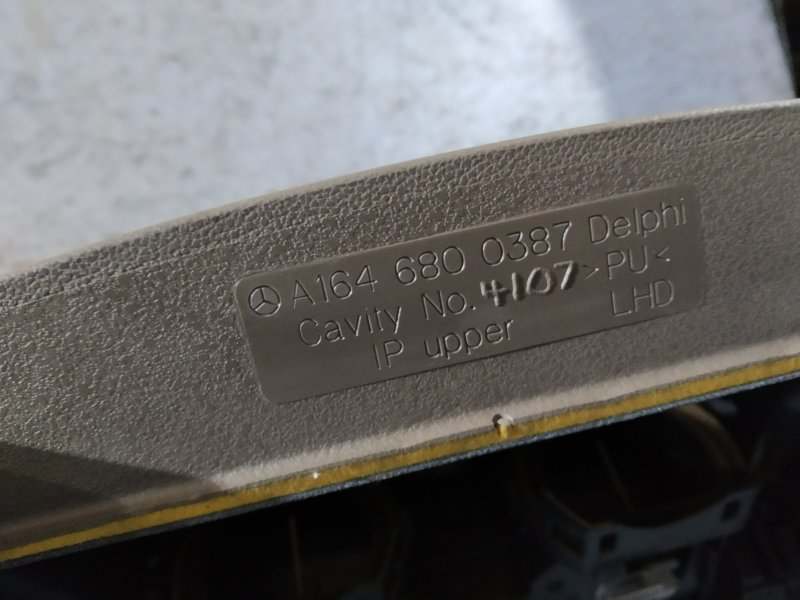 A164 680 0387 Delphi
Cavity No. 4107 >PU<
IP upper LHD